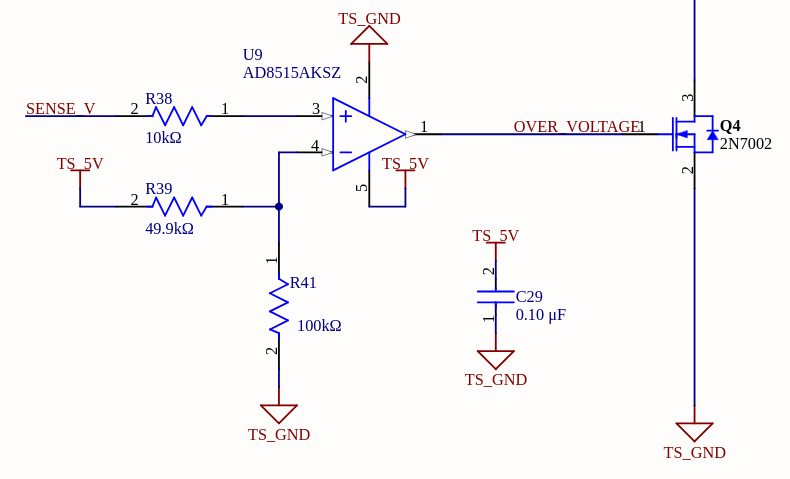 TS_GND
U9
AD8515AKSZ
2
SENSE_V
2
R38
1
10kΩ
3
4
1
OVER_VOLTAGE
1
3
Q4
2N7002
2
TS_5V
2
R39
1
49.9kΩ
5
TS_5V
1
R41
100kΩ
2
TS_GND
TS_5V
2
C29
0.10 μF
1
TS_GND
TS_GND